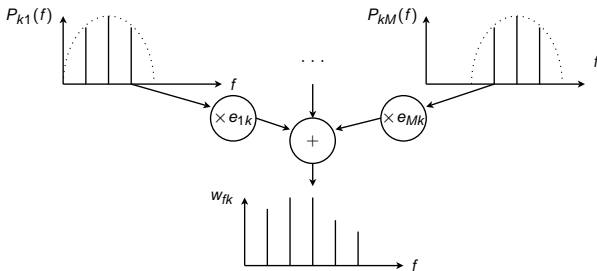 P_{k1}(f)
f
. . .
P_{kM}(f)
f
× e_{1k}
× e_{Mk}
+
w_{fk}
f